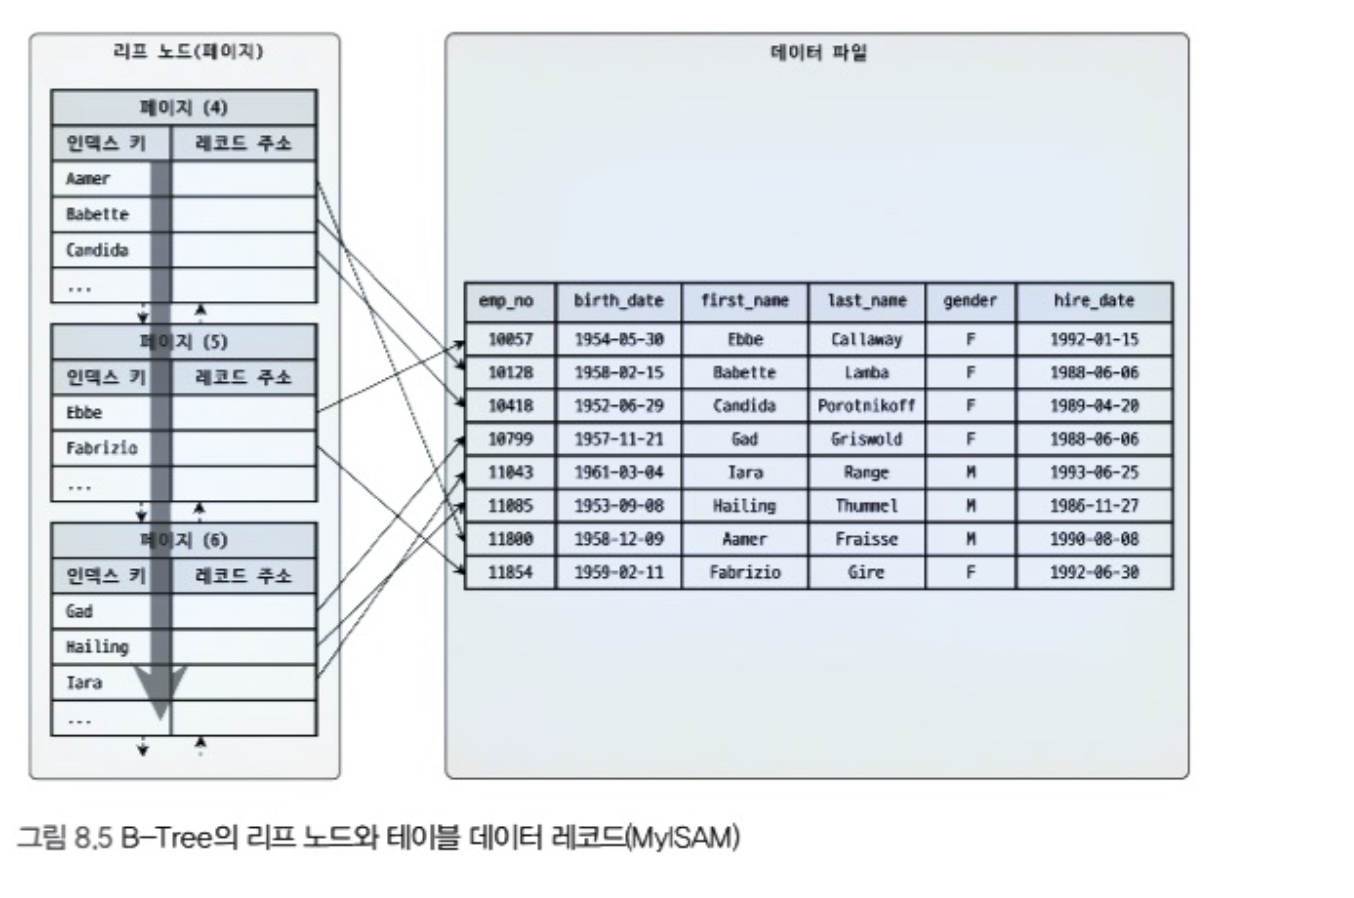 리프 노드(페이지)
페이지 (4)
인덱스 키 레코드 주소
Aamer
Babette
Candida
...
페이지 (5)
인덱스 키 레코드 주소
Ebbe
Fabrizio
...
페이지 (6)
인덱스 키 레코드 주소
Gad
Hailing
Iara
...
데이터 파일
emp_no birth_date first_name last_name gender hire_date
10057 1954-05-30 Ebbe Callaway F 1992-01-15
10128 1958-02-15 Babette Lamba F 1988-06-06
10418 1952-06-29 Candida Porotnikoff F 1989-04-20
10799 1957-11-21 Gad Griswold F 1988-06-06
11043 1961-03-04 Iara Range M 1993-06-25
11085 1953-09-08 Hailing Thummel M 1986-11-27
11800 1958-12-09 Aamer Fraisse M 1990-08-08
11854 1959-02-11 Fabrizio Gire F 1992-06-30
그림 8.5 B-Tree의 리프 노드와 테이블 데이터 레코드(MyISAM)